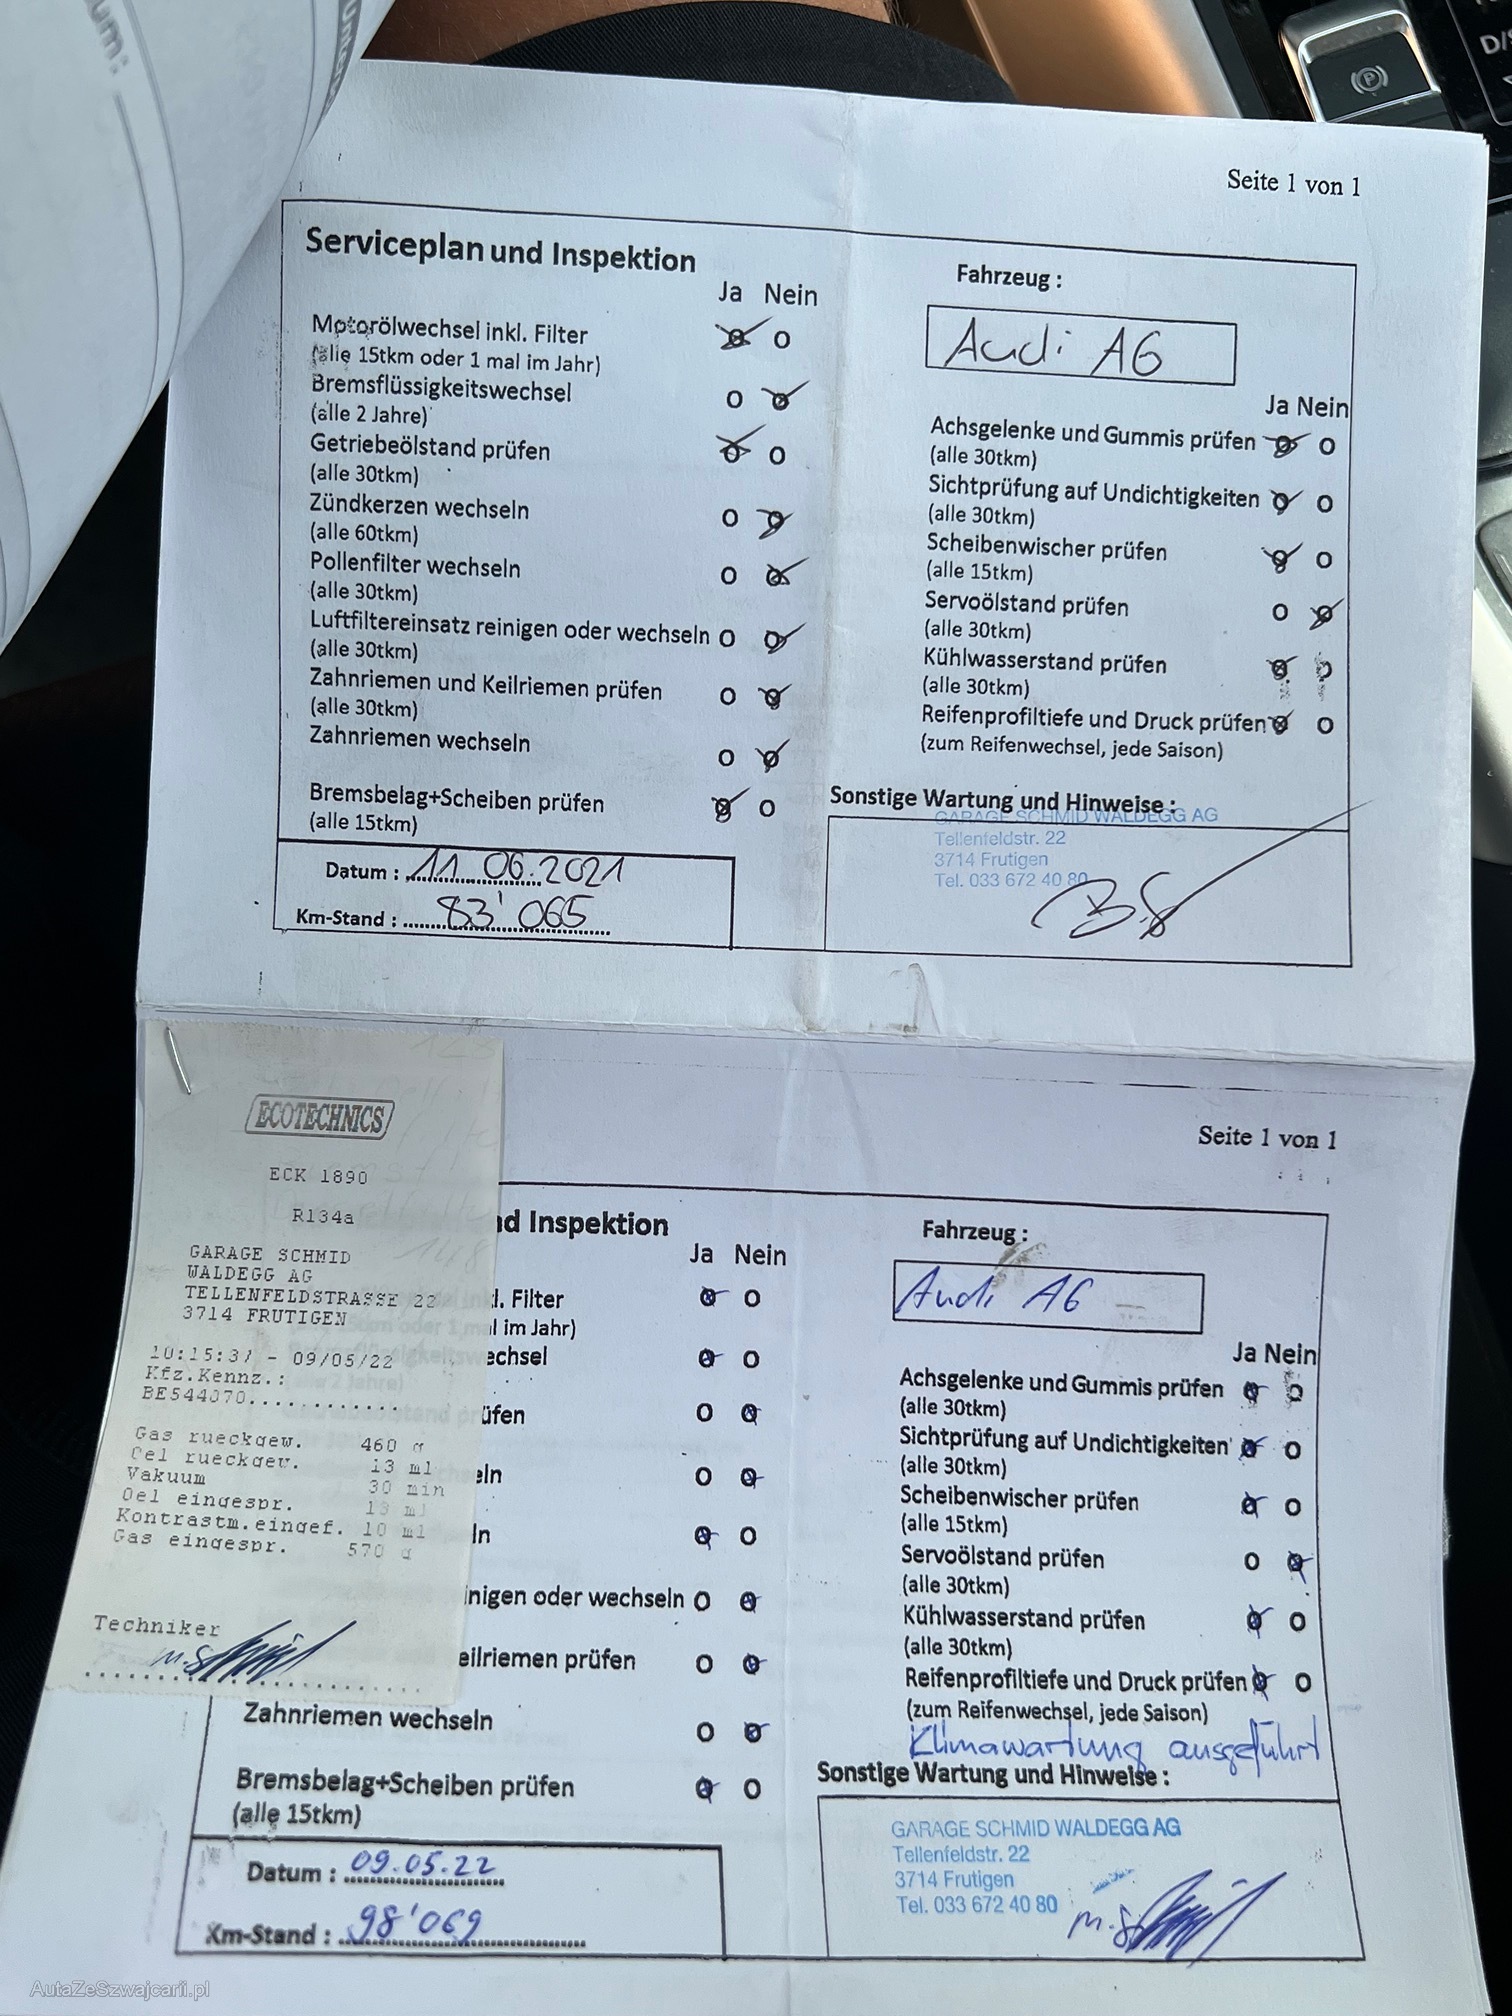 um:
Seite 1 von 1
Serviceplan und Inspektion
Ja Nein
Motorölwechsel inkl. Filter
(alle 15tkm oder 1 mal im Jahr)
Bremsflüssigkeitswechsel
(alle 2 Jahre)
Getriebeölstand prüfen
(alle 30tkm)
Zündkerzen wechseln
(alle 60tkm)
Pollenfilter wechseln
(alle 30tkm)
Luftfiltereinsatz reinigen oder wechseln
(alle 30tkm)
Zahnriemen und Keilriemen prüfen
(alle 30tkm)
Zahnriemen wechseln
Bremsbelag+Scheiben prüfen
(alle 15tkm)
Datum : 11.06.2021
Km-Stand : 83'065
Fahrzeug :
Audi A6
Ja Nein
Achsgelenke und Gummis prüfen
(alle 30tkm)
Sichtprüfung auf Undichtigkeiten
(alle 30tkm)
Scheibenwischer prüfen
(alle 15tkm)
Servoölstand prüfen
(alle 30tkm)
Kühlwasserstand prüfen
(alle 30tkm)
Reifenprofiltiefe und Druck prüfen
(zum Reifenwechsel, jede Saison)
Sonstige Wartung und Hinweise :
GARAGE SCHMID WALDEGG AG
Tellenfeldstr. 22
3714 Frutigen
Tel. 033 672 40 80
ECOTECHNICS
ECK 1890
R134a
GARAGE SCHMID
WALDEGG AG
TELLENFELDSTRASSE 22
3714 FRUTIGEN
10:15:37 - 09/05/22
Kfz.Kennz.:
BE544070............
Gas rueckgew. 460 g
Oel rueckgew. 13 ml
Vakuum 30 min
Oel eingespr. 13 ml
Kontrastm.eingef. 10 ml
Gas eingespr. 570 g
Techniker
Seite 1 von 1
nd Inspektion
Ja Nein
l. Filter
l im Jahr)
echsel
üfen
eln
ln
inigen oder wechseln
eilriemen prüfen
Zahnriemen wechseln
Bremsbelag+Scheiben prüfen
(alle 15tkm)
Datum : 09.05.22
Km-Stand : 98'069
Fahrzeug :
Audi A6
Ja Nein
Achsgelenke und Gummis prüfen
(alle 30tkm)
Sichtprüfung auf Undichtigkeiten
(alle 30tkm)
Scheibenwischer prüfen
(alle 15tkm)
Servoölstand prüfen
(alle 30tkm)
Kühlwasserstand prüfen
(alle 30tkm)
Reifenprofiltiefe und Druck prüfen
(zum Reifenwechsel, jede Saison)
Klimawartung ausgeführt
Sonstige Wartung und Hinweise :
GARAGE SCHMID WALDEGG AG
Tellenfeldstr. 22
3714 Frutigen
Tel. 033 672 40 80
AutaZeSzwajcarii.pl